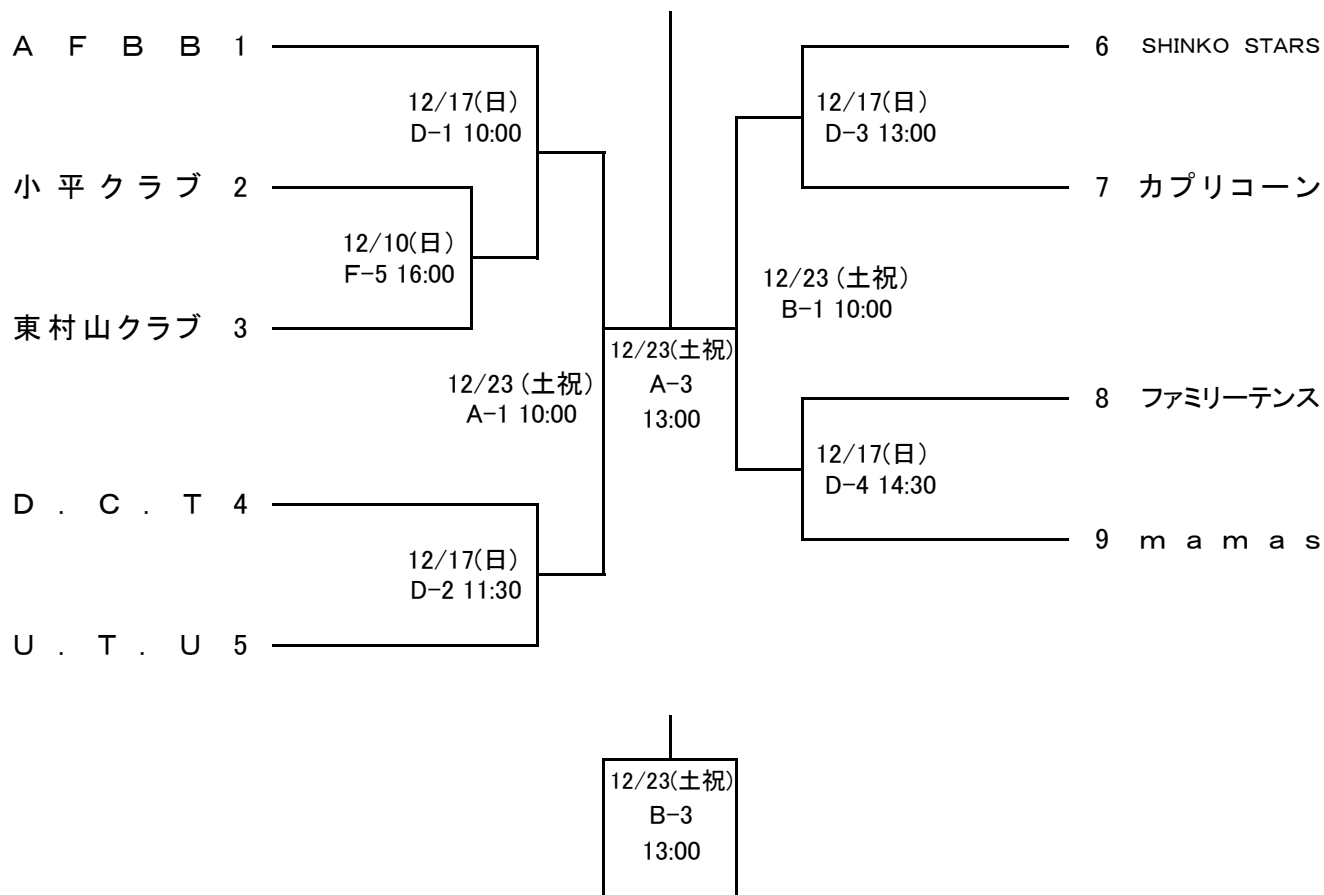 AFBB 1
12/17(日)
D-1 10:00
小平クラブ 2
12/10(日)
F-5 16:00
東村山クラブ 3
12/23 (土祝)
A-1 10:00
D.C.T 4
12/17(日)
D-2 11:30
U.T.U 5
12/23(土祝)
A-3
13:00
6 SHINKO STARS
12/17(日)
D-3 13:00
7 カプリコーン
12/23 (土祝)
B-1 10:00
8 ファミリーテンス
12/17(日)
D-4 14:30
9 mamas
12/23(土祝)
B-3
13:00